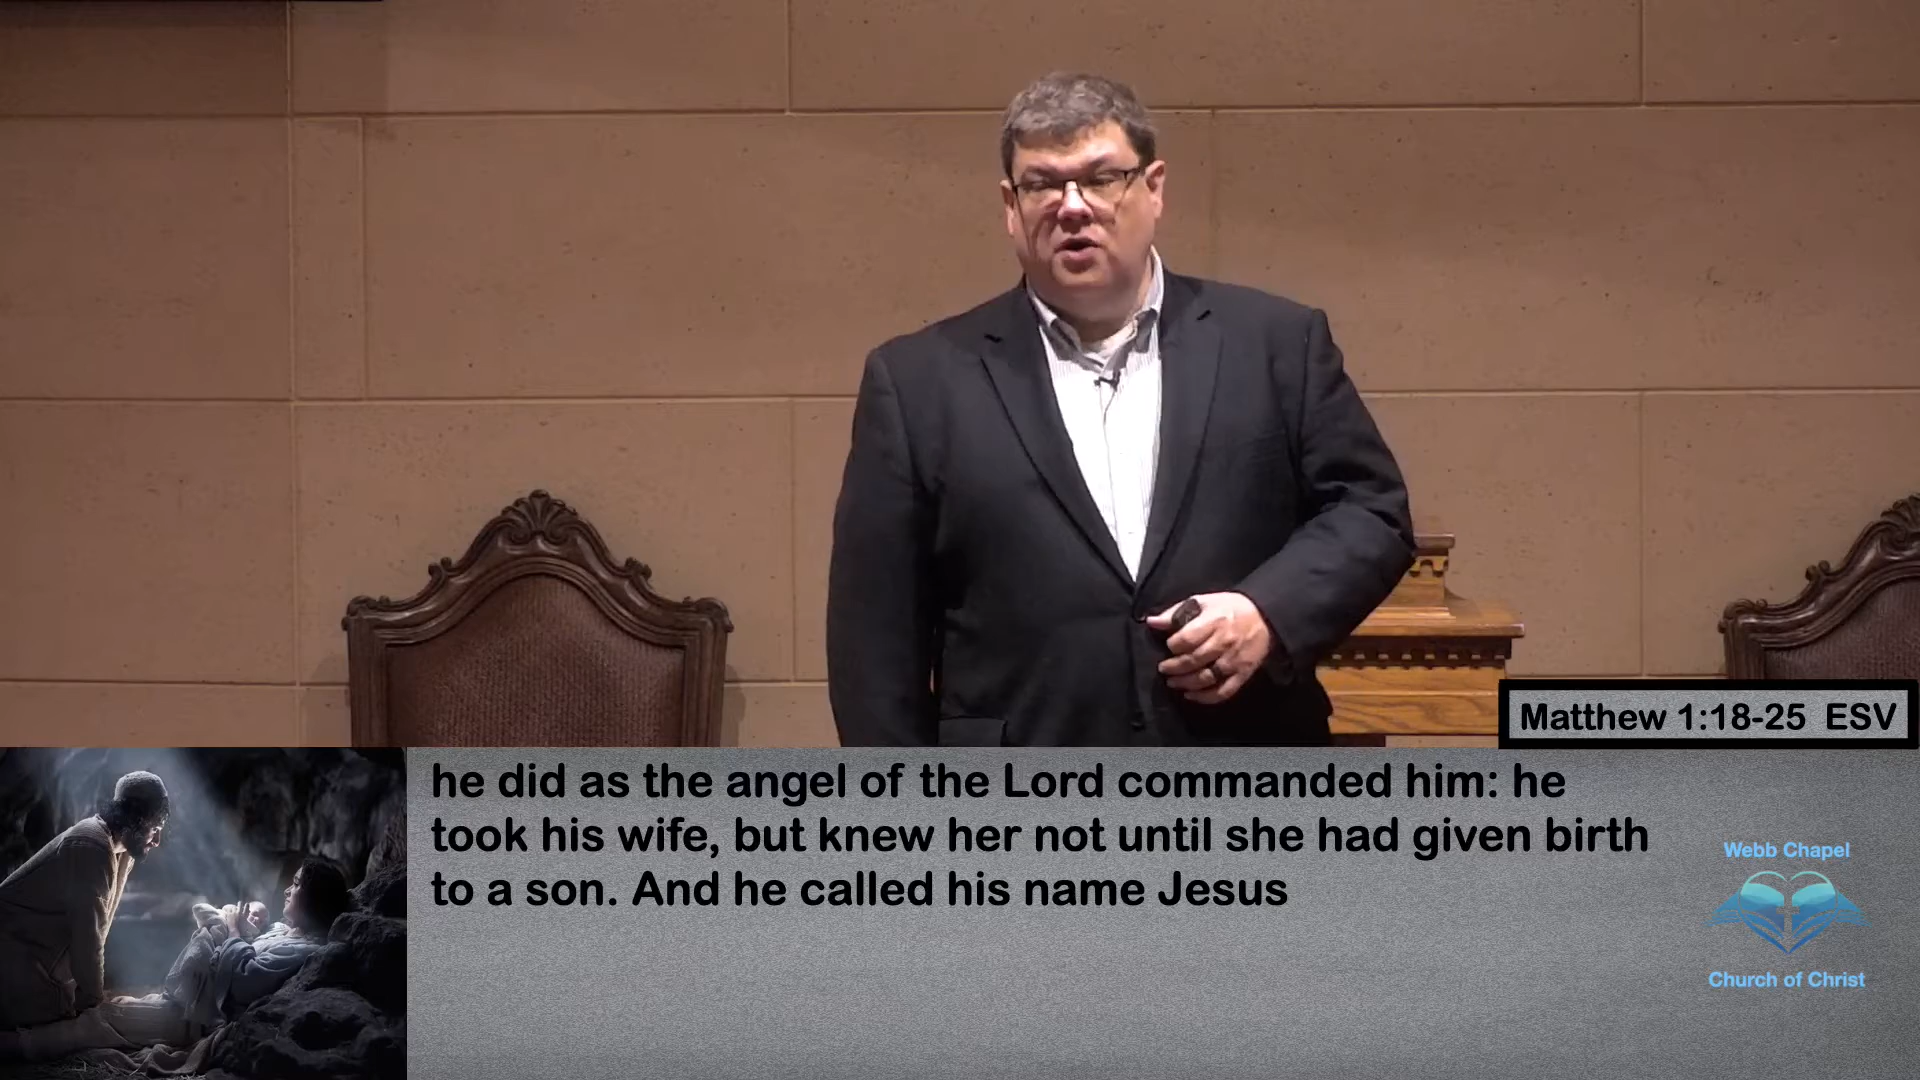 Matthew 1:18-25  ESV
he did as the angel of the Lord commanded him: he
took his wife, but knew her not until she had given birth
to a son. And he called his name Jesus
Webb Chapel
Church of Christ